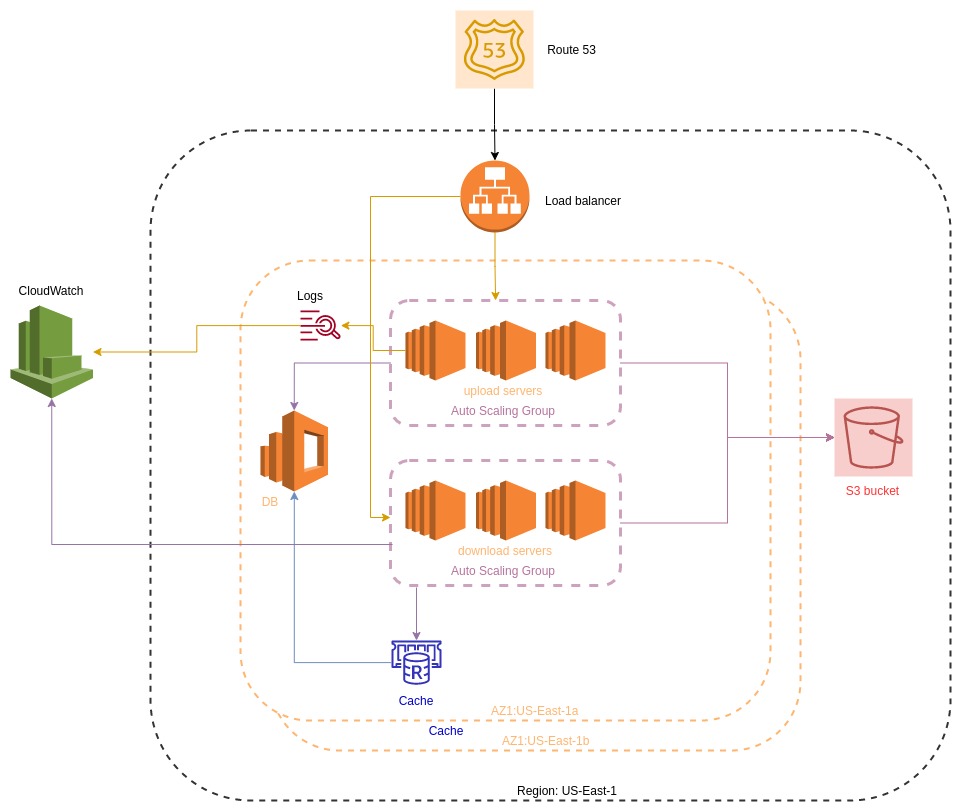 53
Route 53
Load balancer
CloudWatch
Logs
upload servers
Auto Scaling Group
DB
S3 bucket
download servers
Auto Scaling Group
R
Cache
AZ1:US-East-1a
Cache
AZ1:US-East-1b
Region: US-East-1